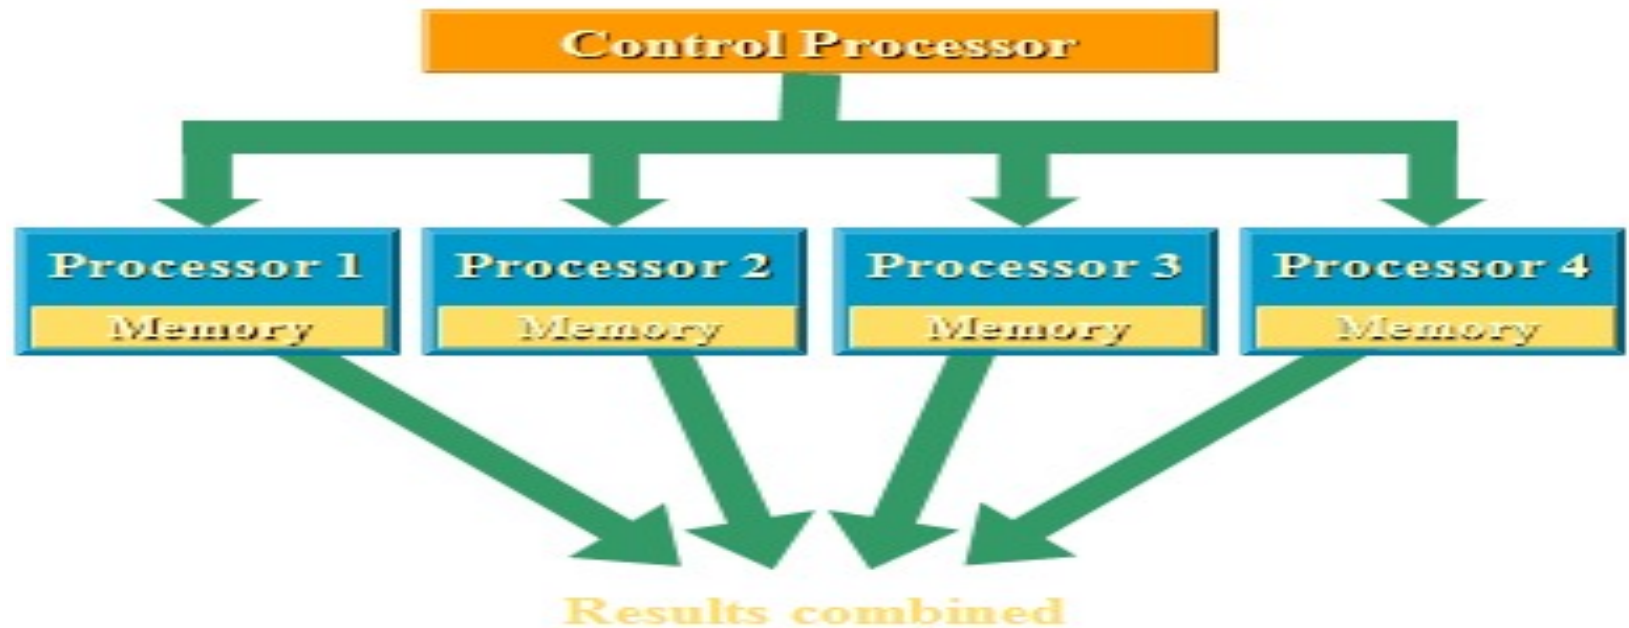 Control Processor
Processor 1
Memory
Processor 2
Memory
Processor 3
Memory
Processor 4
Memory
Results combined